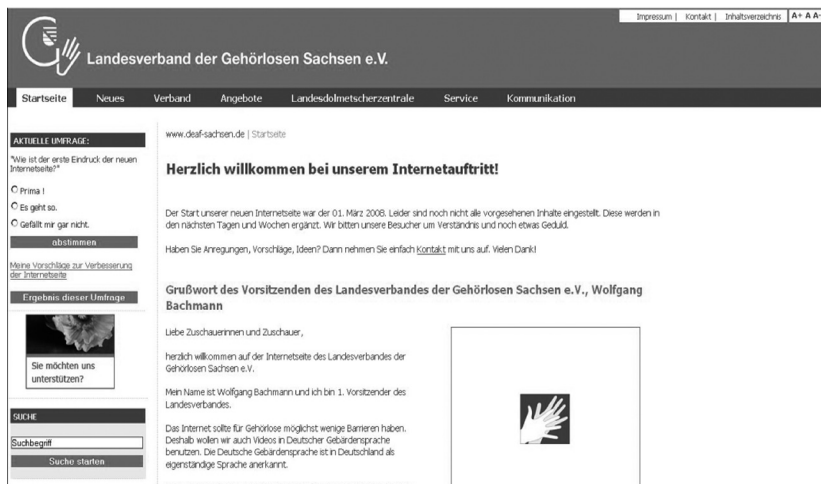 Impressum | Kontakt | Inhaltsverzeichnis A+ A A-
Landesverband der Gehörlosen Sachsen e.V.
Startseite Neues Verband Angebote Landesdolmetscherzentrale Service Kommunikation
AKTUELLE UMFRAGE:
"Wie ist der erste Eindruck der neuen
Internetseite?"
Prima !
Es geht so.
Gefällt mir gar nicht.
abstimmen
Meine Vorschläge zur Verbesserung
der Internetseite
Ergebnis dieser Umfrage
Sie möchten uns
unterstützen?
SUCHE
Suchbegriff
Suche starten
www.deaf-sachsen.de | Startseite
Herzlich willkommen bei unserem Internetauftritt!
Der Start unserer neuen Internetseite war der 01. März 2008. Leider sind noch nicht alle vorgesehenen Inhalte eingestellt. Diese werden in
den nächsten Tagen und Wochen ergänzt. Wir bitten unsere Besucher um Verständnis und noch etwas Geduld.
Haben Sie Anregungen, Vorschläge, Ideen? Dann nehmen Sie einfach Kontakt mit uns auf. Vielen Dank!
Grußwort des Vorsitzenden des Landesverbandes der Gehörlosen Sachsen e.V., Wolfgang
Bachmann
Liebe Zuschauerinnen und Zuschauer,
herzlich willkommen auf der Internetseite des Landesverbandes der
Gehörlosen Sachsen e.V.
Mein Name ist Wolfgang Bachmann und ich bin 1. Vorsitzender des
Landesverbandes.
Das Internet sollte für Gehörlose möglichst wenige Barrieren haben.
Deshalb wollen wir auch Videos in Deutscher Gebärdensprache
benutzen. Die Deutsche Gebärdensprache ist in Deutschland als
eigenständige Sprache anerkannt.